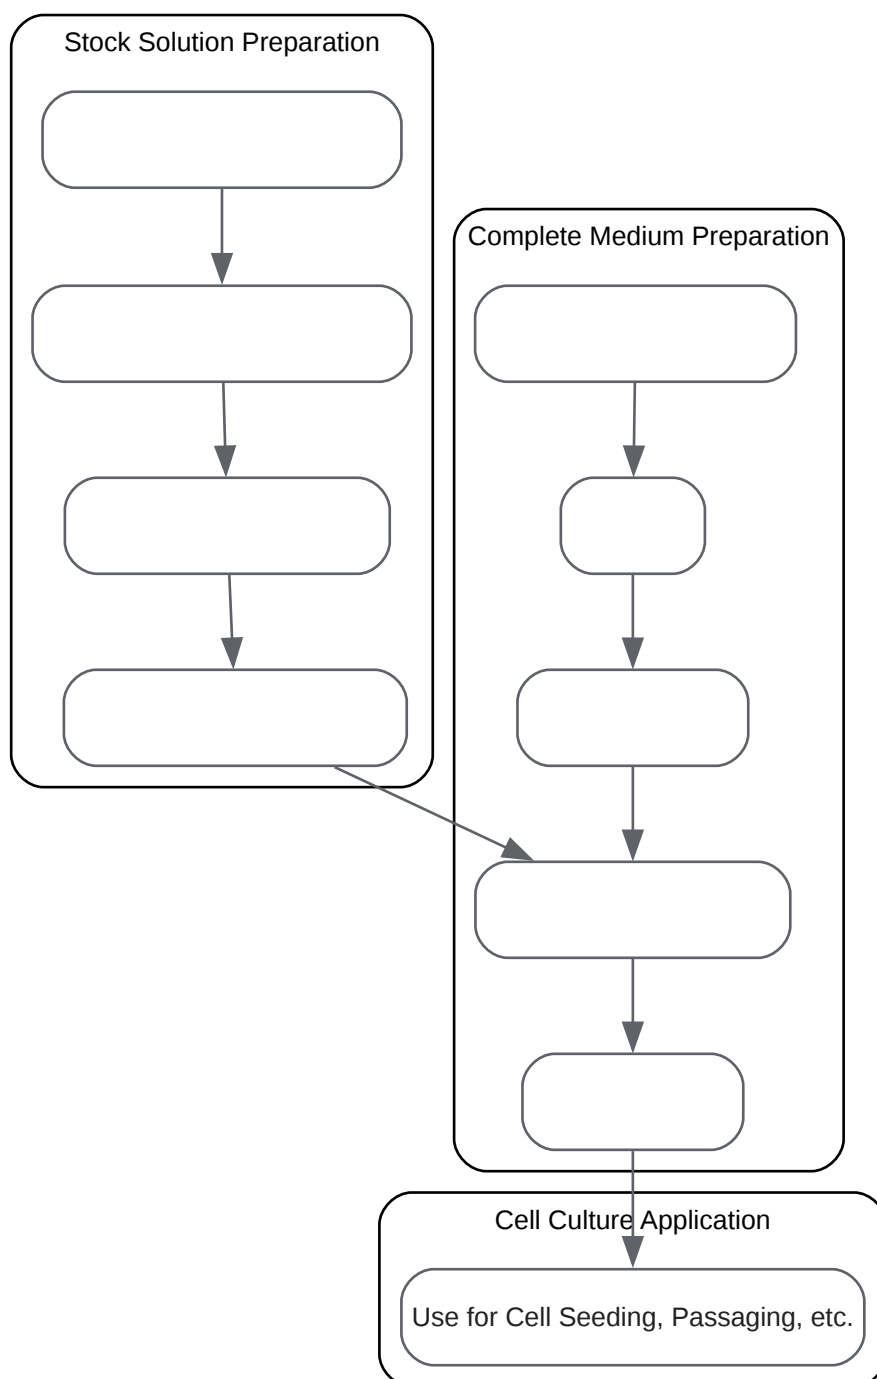 Stock Solution Preparation
Complete Medium Preparation
Cell Culture Application
Use for Cell Seeding, Passaging, etc.